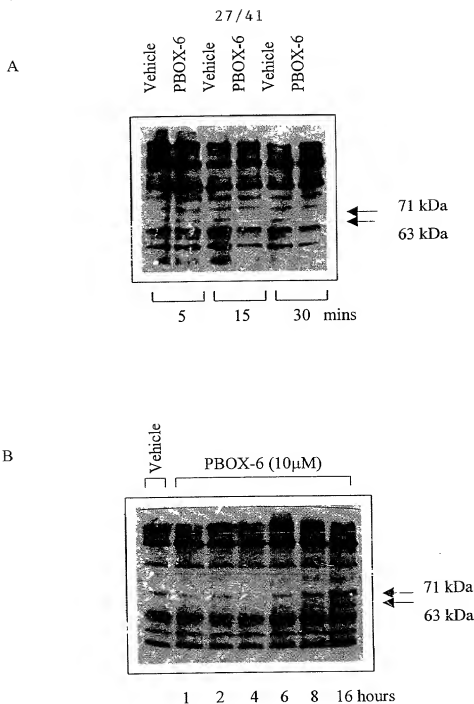 27/41
A
Vehicle PBOX-6 Vehicle PBOX-6 Vehicle PBOX-6
71 kDa
63 kDa
5 15 30 mins
B
Vehicle
PBOX-6 (10μM)
71 kDa
63 kDa
1 2 4 6 8 16 hours